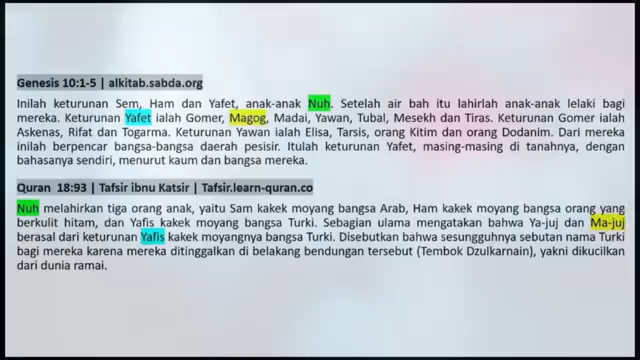 Genesis 10:1-5 | alkitab.sabda.org
Inilah keturunan Sem, Ham dan Yafet, anak-anak Nuh. Setelah air bah itu lahirlah anak-anak lelaki bagi
mereka. Keturunan Yafet ialah Gomer, Magog, Madai, Yawan, Tubal, Mesekh dan Tiras. Keturunan Gomer ialah
Askenas, Rifat dan Togarma. Keturunan Yawan ialah Elisa, Tarsis, orang Kitim dan orang Dodanim. Dari mereka
inilah berpencar bangsa-bangsa daerah pesisir. Itulah keturunan Yafet, masing-masing di tanahnya, dengan
bahasanya sendiri, menurut kaum dan bangsa mereka.
Quran 18:93 | Tafsir ibnu Katsir | Tafsir.learn-quran.co
Nuh melahirkan tiga orang anak, yaitu Sam kakek moyang bangsa Arab, Ham kakek moyang bangsa orang yang
berkulit hitam, dan Yafis kakek moyang bangsa Turki. Sebagian ulama mengatakan bahwa Ya-juj dan Ma-juj
berasal dari keturunan Yafis kakek moyangnya bangsa Turki. Disebutkan bahwa sesungguhnya sebutan nama Turki
bagi mereka karena mereka ditinggalkan di belakang bendungan tersebut (Tembok Dzulkarnain), yakni dikucilkan
dari dunia ramai.